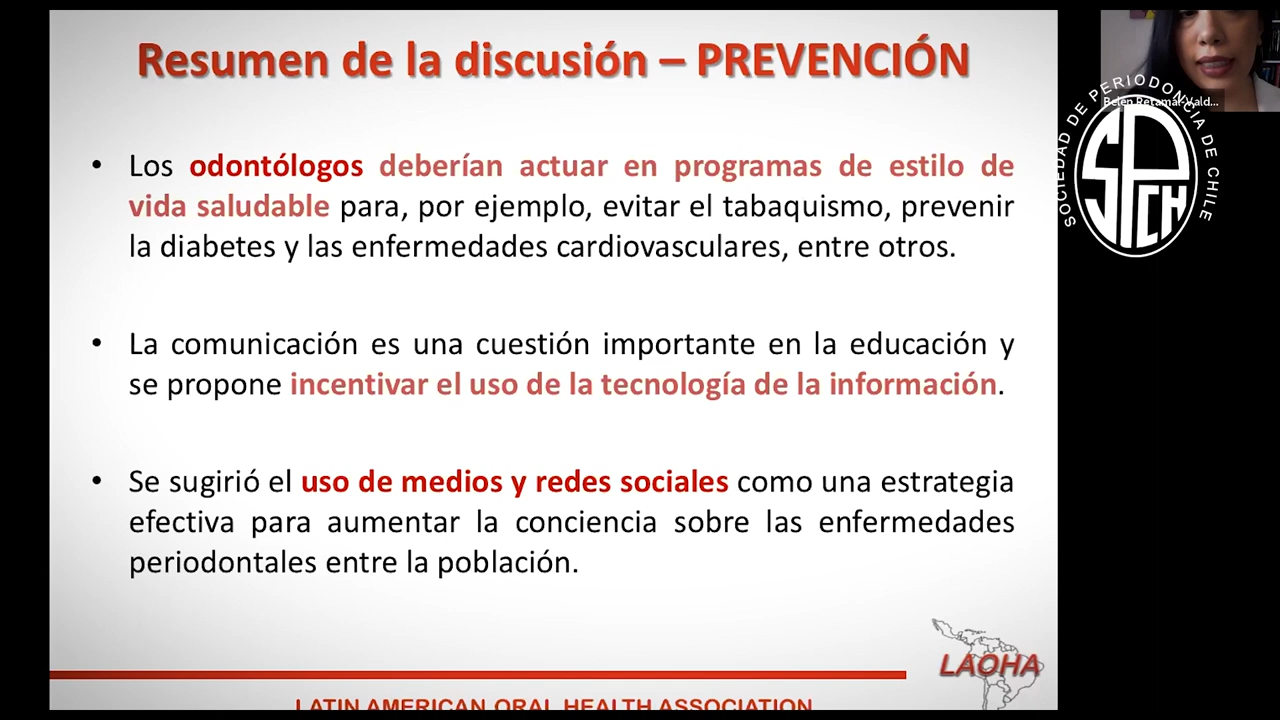 Resumen de la discusión – PREVENCIÓN
• Los odontólogos deberían actuar en programas de estilo de
vida saludable para, por ejemplo, evitar el tabaquismo, prevenir
la diabetes y las enfermedades cardiovasculares, entre otros.
• La comunicación es una cuestión importante en la educación y
se propone incentivar el uso de la tecnología de la información.
• Se sugirió el uso de medios y redes sociales como una estrategia
efectiva para aumentar la conciencia sobre las enfermedades
periodontales entre la población.
LAOHA
LATIN AMERICAN ORAL HEALTH ASSOCIATION
Belén Retamal-Vald...
SOCIEDAD DE PERIODONCIA DE CHILE
SPCH